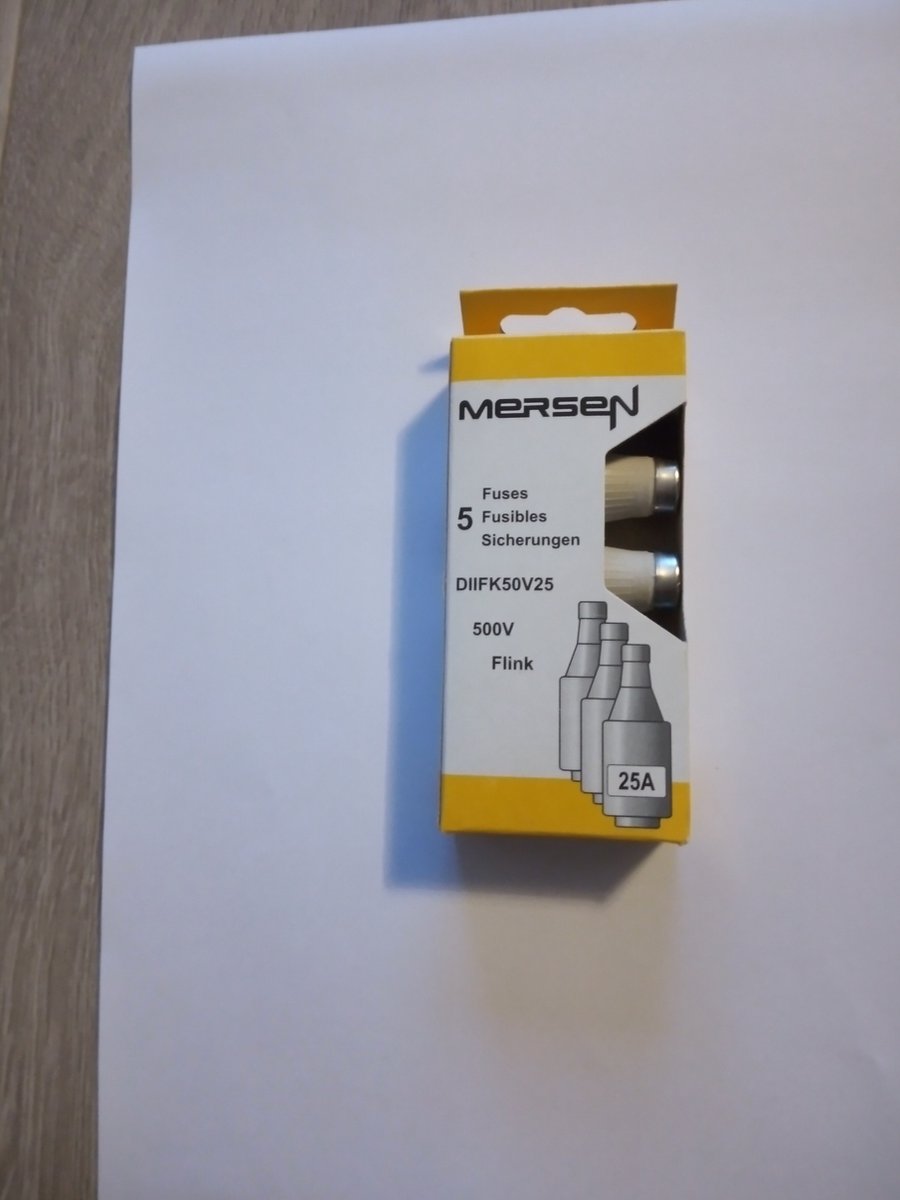 MERSEN
5 Fuses
Fusibles
Sicherungen
DIIFK50V25
500V
Flink
25A